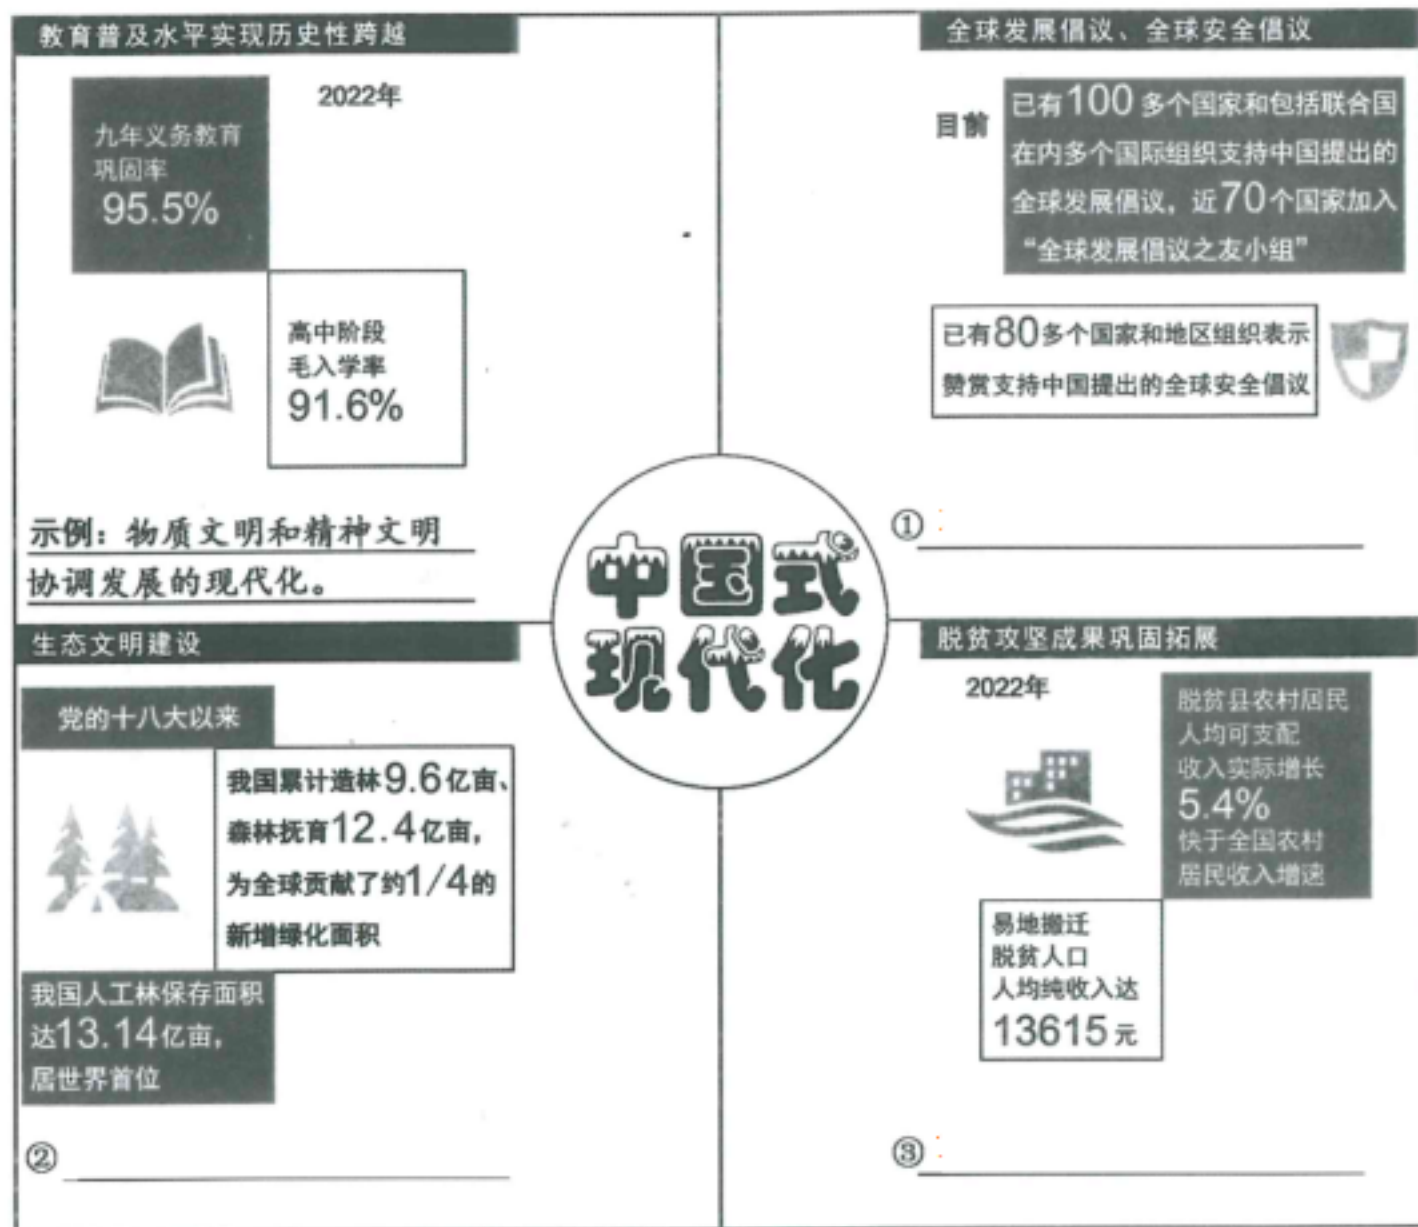 教育普及水平实现历史性跨越
2022年
九年义务教育
巩固率
95.5%
高中阶段
毛入学率
91.6%
示例：物质文明和精神文明
协调发展的现代化。
全球发展倡议、全球安全倡议
目前
已有100多个国家和包括联合国
在内多个国际组织支持中国提出的
全球发展倡议，近70个国家加入
“全球发展倡议之友小组”
已有80多个国家和地区组织表示
赞赏支持中国提出的全球安全倡议
①
中国式
现代化
生态文明建设
党的十八大以来
我国累计造林9.6亿亩、
森林抚育12.4亿亩，
为全球贡献了约1/4的
新增绿化面积
我国人工林保存面积
达13.14亿亩，
居世界首位
②
脱贫攻坚成果巩固拓展
2022年
脱贫县农村居民
人均可支配
收入实际增长
5.4%
快于全国农村
居民收入增速
易地搬迁
脱贫人口
人均纯收入达
13615元
③